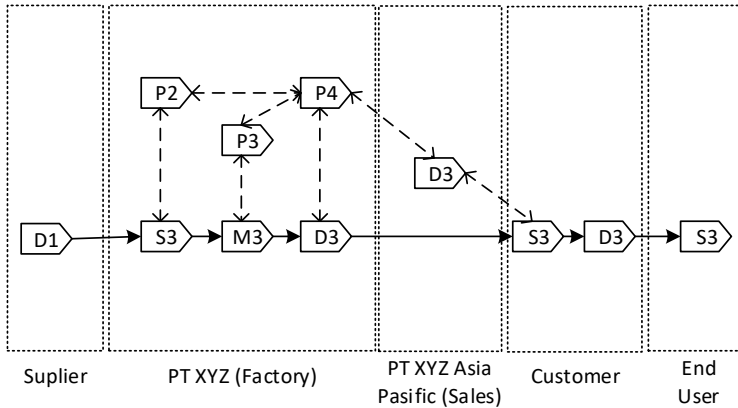 P2
P4
P3
D3
D1
S3
M3
D3
S3
D3
S3
Suplier
PT XYZ (Factory)
PT XYZ Asia
Pasific (Sales)
Customer
End
User